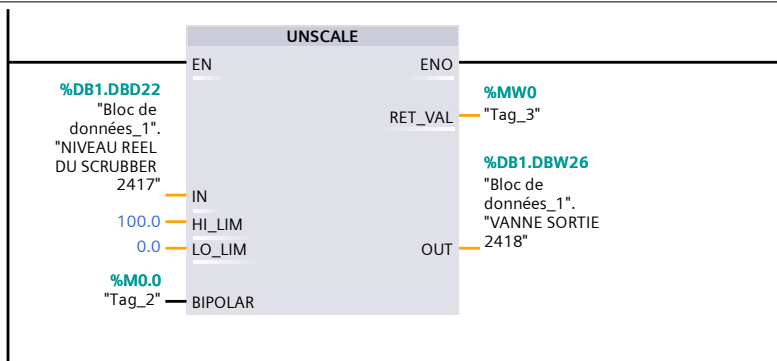 UNSCALE
EN
ENO
%DB1.DBD22
"Bloc de
données_1".
"NIVEAU REEL
DU SCRUBBER
2417"
IN
100.0
HI_LIM
0.0
LO_LIM
%M0.0
"Tag_2"
BIPOLAR
%MW0
RET_VAL
"Tag_3"
%DB1.DBW26
"Bloc de
données_1".
"VANNE SORTIE
2418"
OUT